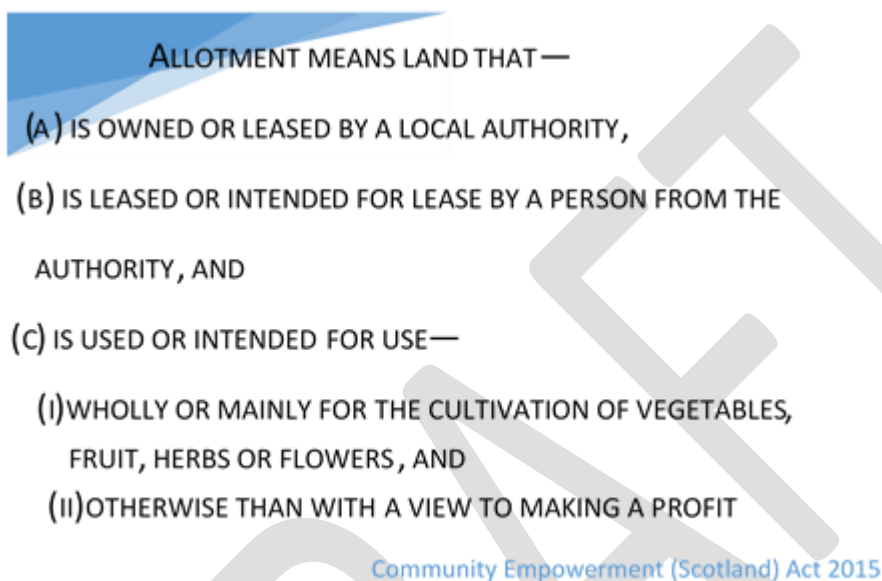 ALLOTMENT MEANS LAND THAT—
(A) IS OWNED OR LEASED BY A LOCAL AUTHORITY,
(B) IS LEASED OR INTENDED FOR LEASE BY A PERSON FROM THE
AUTHORITY, AND
(C) IS USED OR INTENDED FOR USE—
(I)WHOLLY OR MAINLY FOR THE CULTIVATION OF VEGETABLES,
FRUIT, HERBS OR FLOWERS, AND
(II)OTHERWISE THAN WITH A VIEW TO MAKING A PROFIT
Community Empowerment (Scotland) Act 2015
DRAFT